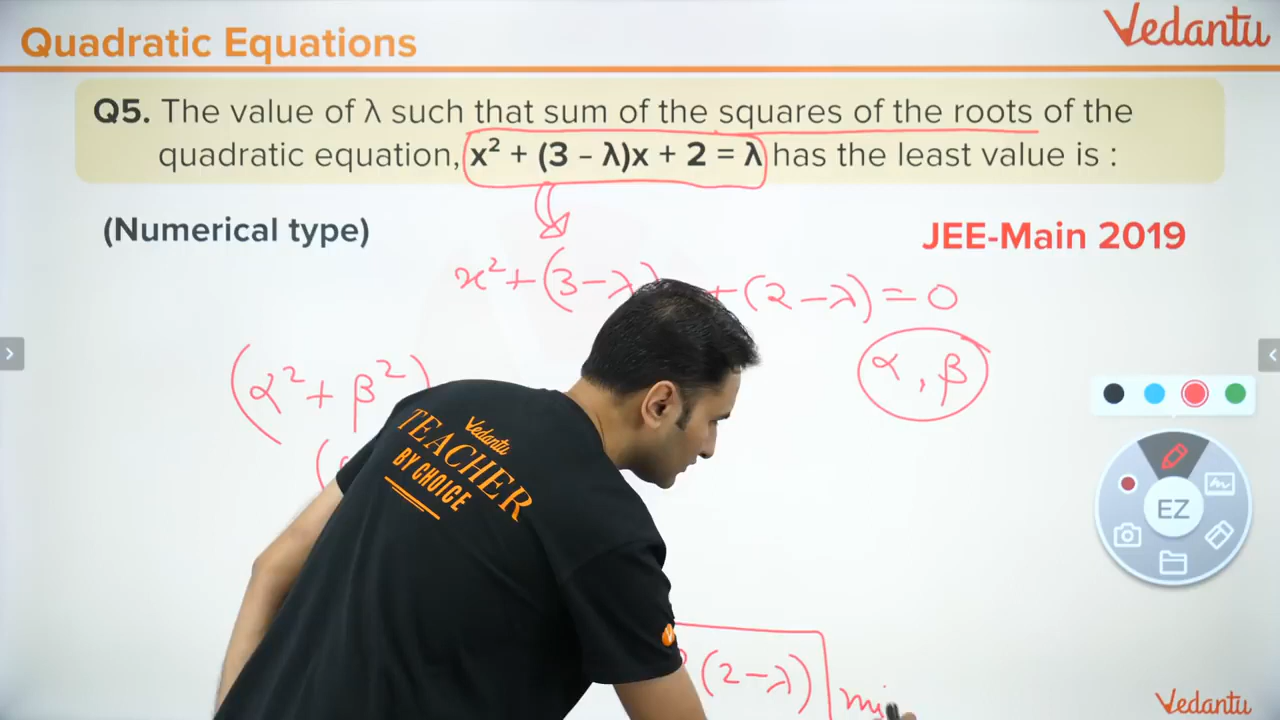 Quadratic Equations
Vedantu
Q5. The value of λ such that sum of the squares of the roots of the
quadratic equation, x² + (3 – λ)x + 2 = λ has the least value is :
(Numerical type)
JEE-Main 2019
x² + (3 – λ) + (2 – λ) = 0
(α² + β²)
α, β
Vedantu
TEACHER
BY CHOICE
EZ
(2 – λ)
Vedantu